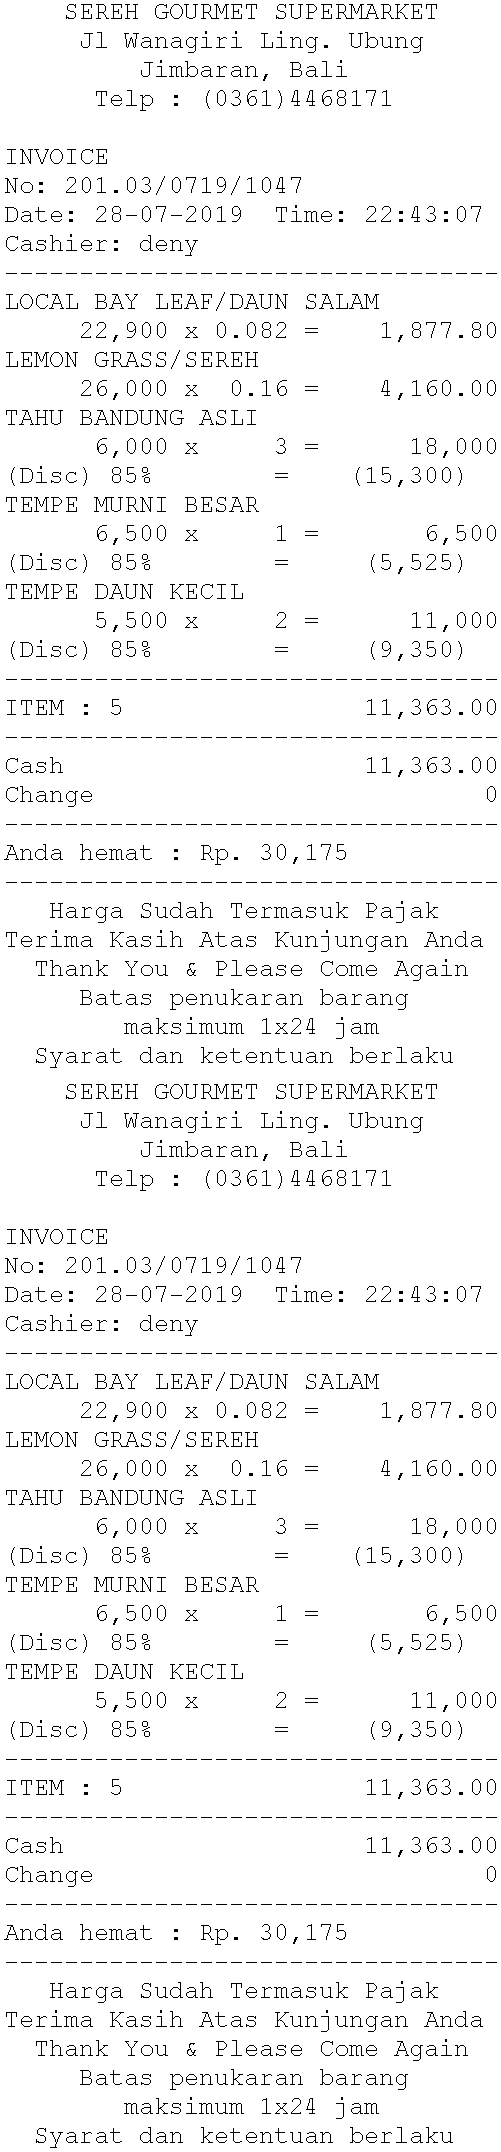 SEREH GOURMET SUPERMARKET
Jl Wanagiri Ling. Ubung
Jimbaran, Bali
Telp : (0361)4468171
INVOICE
No: 201.03/0719/1047
Date: 28-07-2019  Time: 22:43:07
Cashier: deny
---------------------------------
LOCAL BAY LEAF/DAUN SALAM
22,900 x 0.082 =    1,877.80
LEMON GRASS/SEREH
26,000 x  0.16 =    4,160.00
TAHU BANDUNG ASLI
6,000 x     3 =      18,000
(Disc) 85%        =    (15,300)
TEMPE MURNI BESAR
6,500 x     1 =       6,500
(Disc) 85%        =     (5,525)
TEMPE DAUN KECIL
5,500 x     2 =      11,000
(Disc) 85%        =     (9,350)
---------------------------------
ITEM : 5                11,363.00
---------------------------------
Cash                    11,363.00
Change                          0
---------------------------------
Anda hemat : Rp. 30,175
---------------------------------
Harga Sudah Termasuk Pajak
Terima Kasih Atas Kunjungan Anda
Thank You & Please Come Again
Batas penukaran barang
maksimum 1x24 jam
Syarat dan ketentuan berlaku
SEREH GOURMET SUPERMARKET
Jl Wanagiri Ling. Ubung
Jimbaran, Bali
Telp : (0361)4468171
INVOICE
No: 201.03/0719/1047
Date: 28-07-2019  Time: 22:43:07
Cashier: deny
---------------------------------
LOCAL BAY LEAF/DAUN SALAM
22,900 x 0.082 =    1,877.80
LEMON GRASS/SEREH
26,000 x  0.16 =    4,160.00
TAHU BANDUNG ASLI
6,000 x     3 =      18,000
(Disc) 85%        =    (15,300)
TEMPE MURNI BESAR
6,500 x     1 =       6,500
(Disc) 85%        =     (5,525)
TEMPE DAUN KECIL
5,500 x     2 =      11,000
(Disc) 85%        =     (9,350)
---------------------------------
ITEM : 5                11,363.00
---------------------------------
Cash                    11,363.00
Change                          0
---------------------------------
Anda hemat : Rp. 30,175
---------------------------------
Harga Sudah Termasuk Pajak
Terima Kasih Atas Kunjungan Anda
Thank You & Please Come Again
Batas penukaran barang
maksimum 1x24 jam
Syarat dan ketentuan berlaku